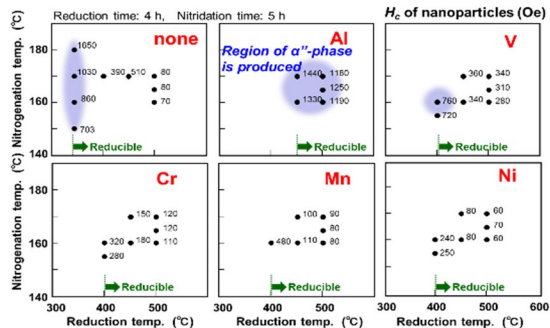 Reduction time: 4 h, Nitridation time: 5 h
Hc of nanoparticles (Oe)
Nitrogenation temp. (°C)
180
160
140
none
1650
1030 390 510 80
80
860 70
703
Reducible
Al
Region of α"-phase
is produced
1440 1180
1250
1330 1190
Reducible
V
360 340
310
760 340 280
720
Reducible
Nitrogenation temp. (°C)
180
160
140
Cr
150 120
120
320 180 110
280
Reducible
Mn
100 90
80
480 110 80
Reducible
Ni
80 60
70
240 80 60
250
Reducible
300 400 500 300 400 500 300 400 500 600
Reduction temp. (°C) Reduction temp. (°C) Reduction temp. (°C)